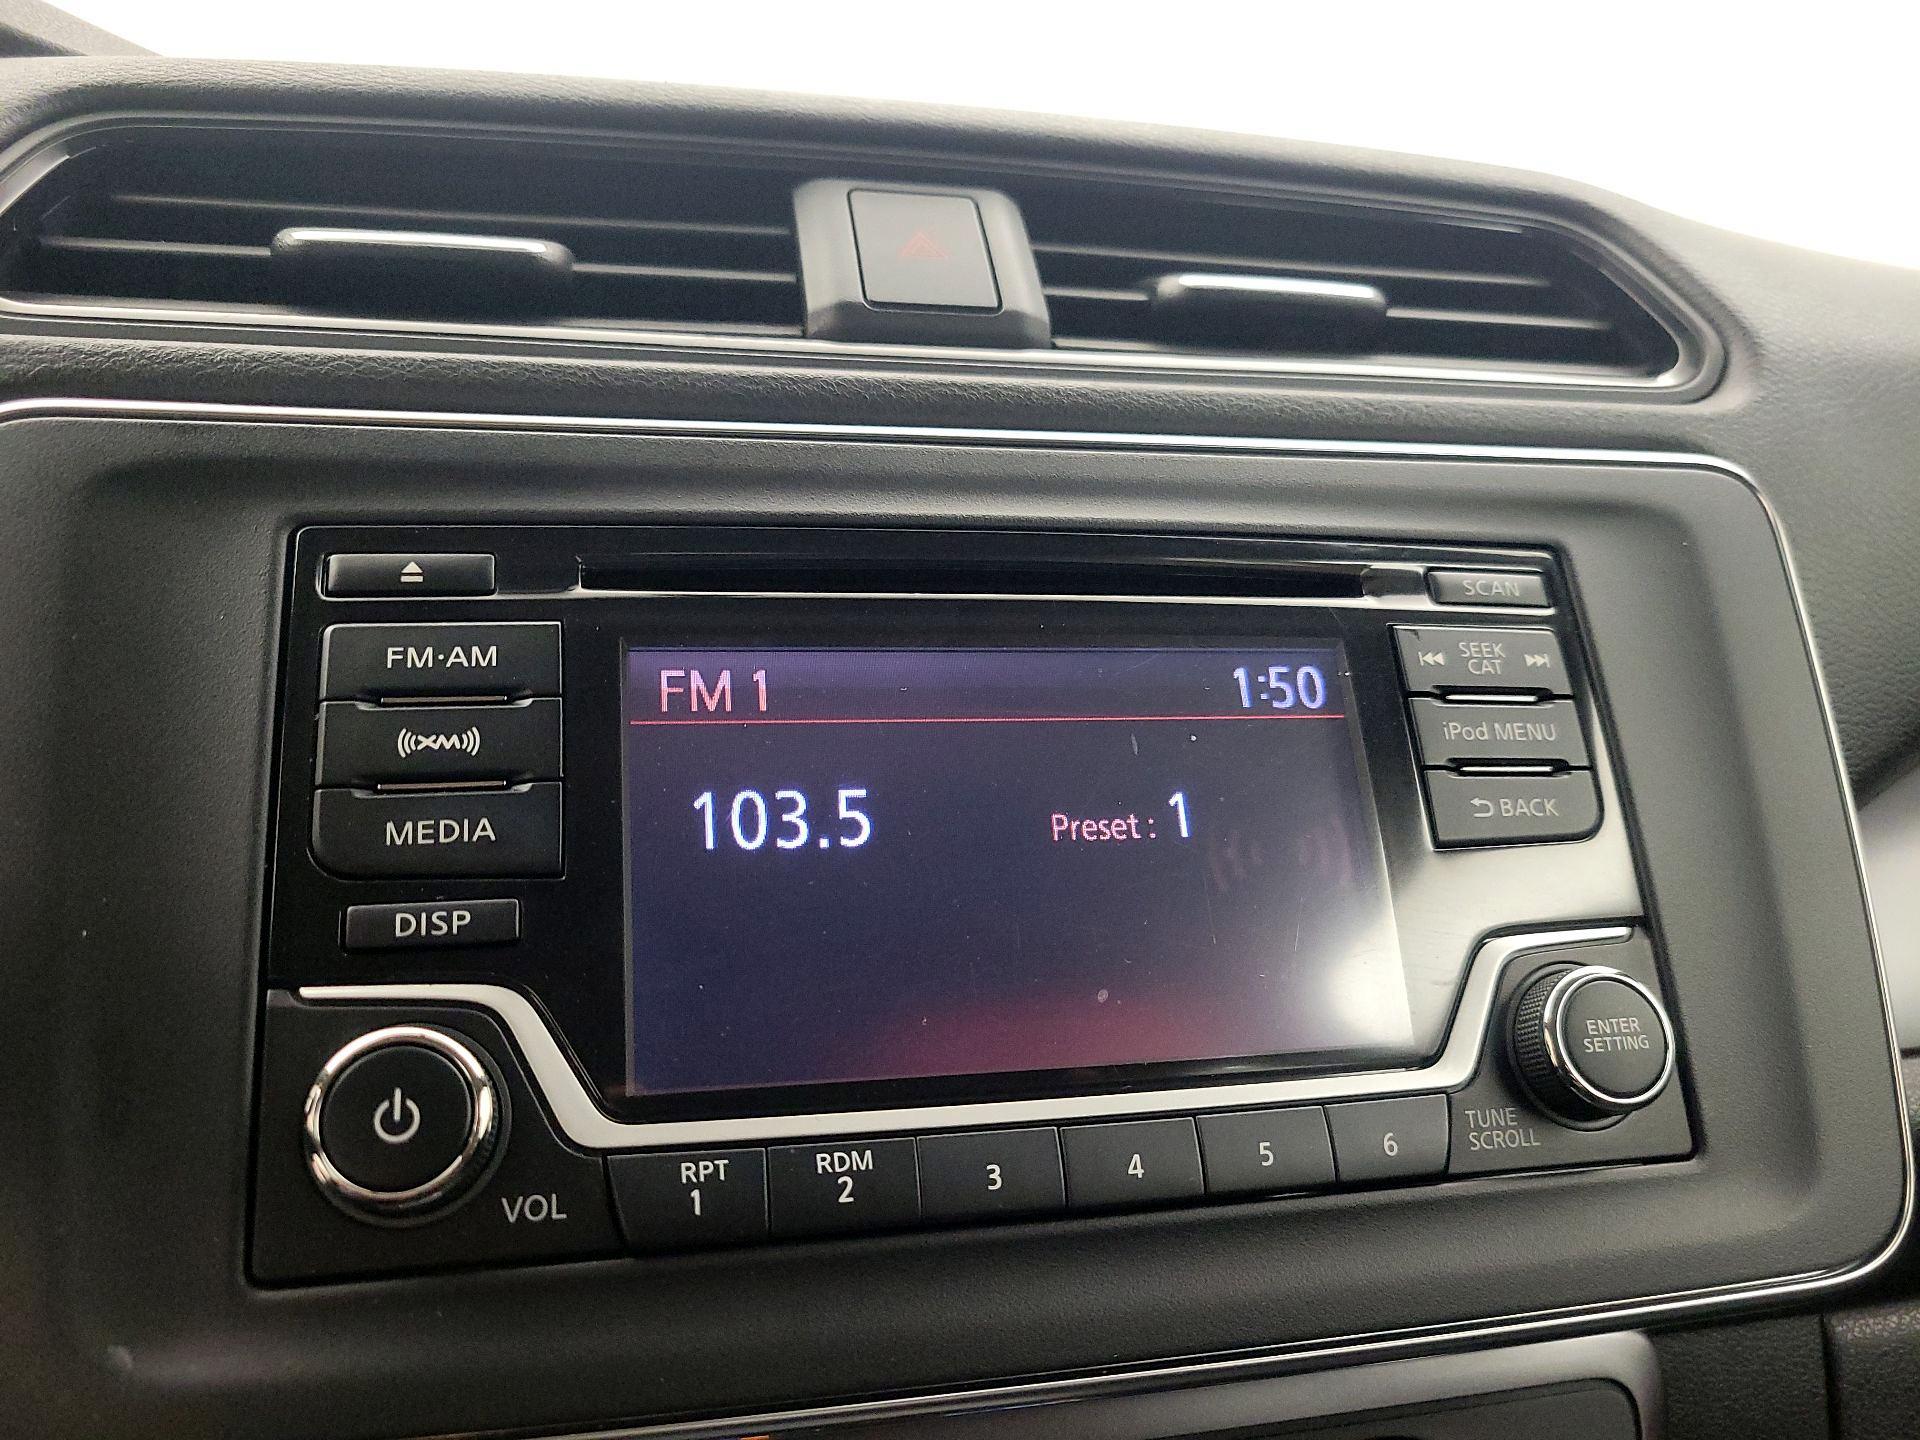 SCAN
FM·AM
SEEK
CAT
FM 1 1:50
XM
iPod MENU
103.5 Preset : 1
MEDIA
BACK
DISP
ENTER
SETTING
TUNE
SCROLL
VOL
RPT
1
RDM
2
3
4
5
6